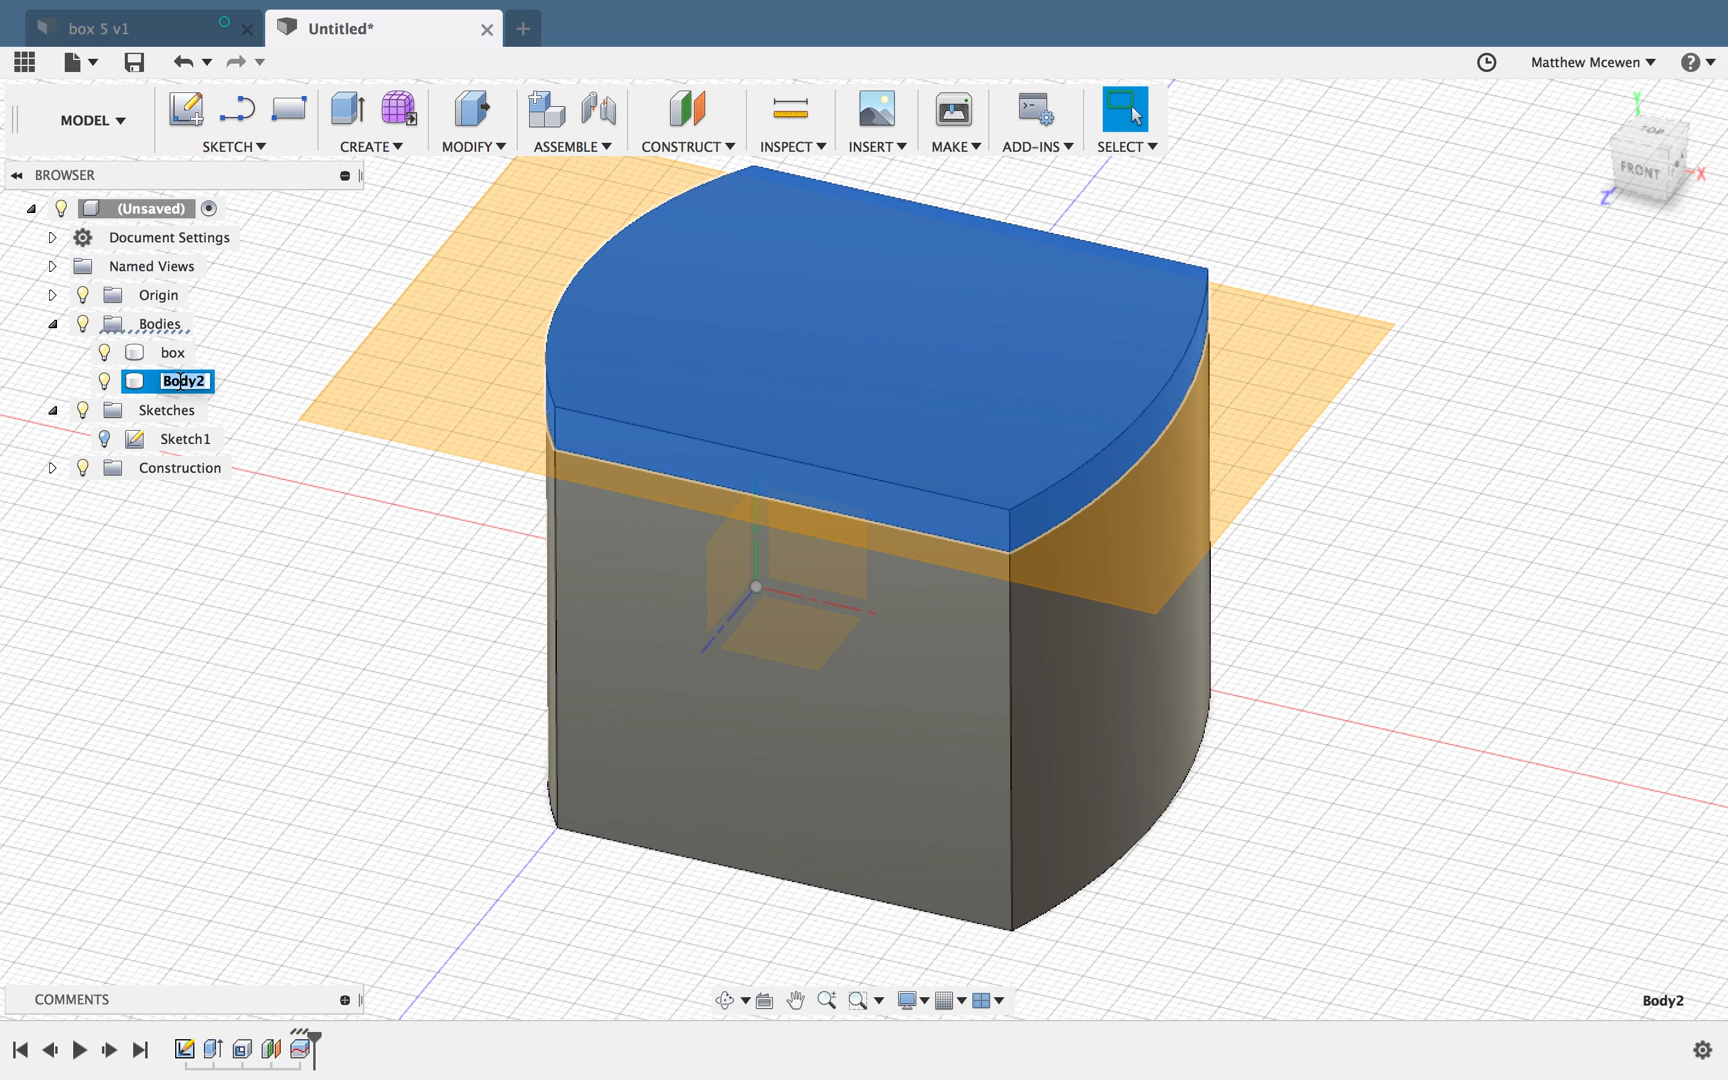 box 5 v1
Untitled*
Matthew Mcewen
MODEL
SKETCH
CREATE
MODIFY
ASSEMBLE
CONSTRUCT
INSPECT
INSERT
MAKE
ADD-INS
SELECT
TOP
FRONT
Y
X
Z
BROWSER
(Unsaved)
Document Settings
Named Views
Origin
Bodies
box
Body2
Sketches
Sketch1
Construction
COMMENTS
Body2